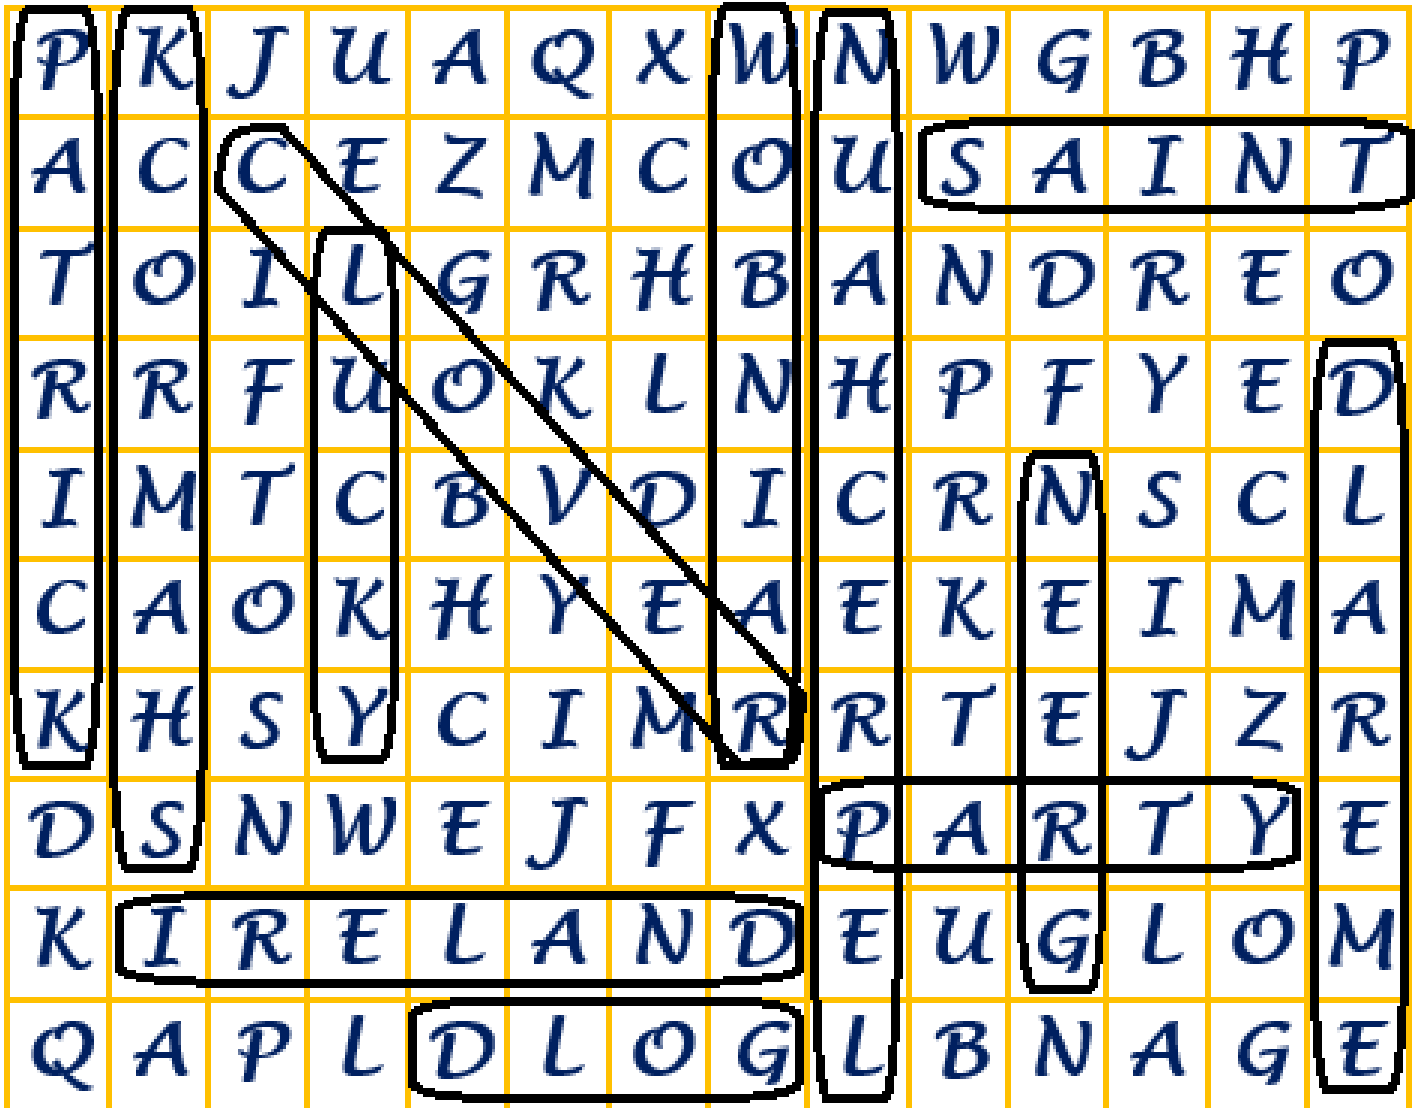 P K J U A Q X W N W G B H P
A C C E Z M C O U S A I N T
T O I L G R H B A N D R E O
R R F U O K L N H P F Y E D
I M T C B V D I C R N S C L
C A O K H Y E A E K E I M A
K H S Y C I M R R T E J Z R
D S N W E J F X P A R T Y E
K I R E L A N D E U G L O M
Q A P L D L O G L B N A G E